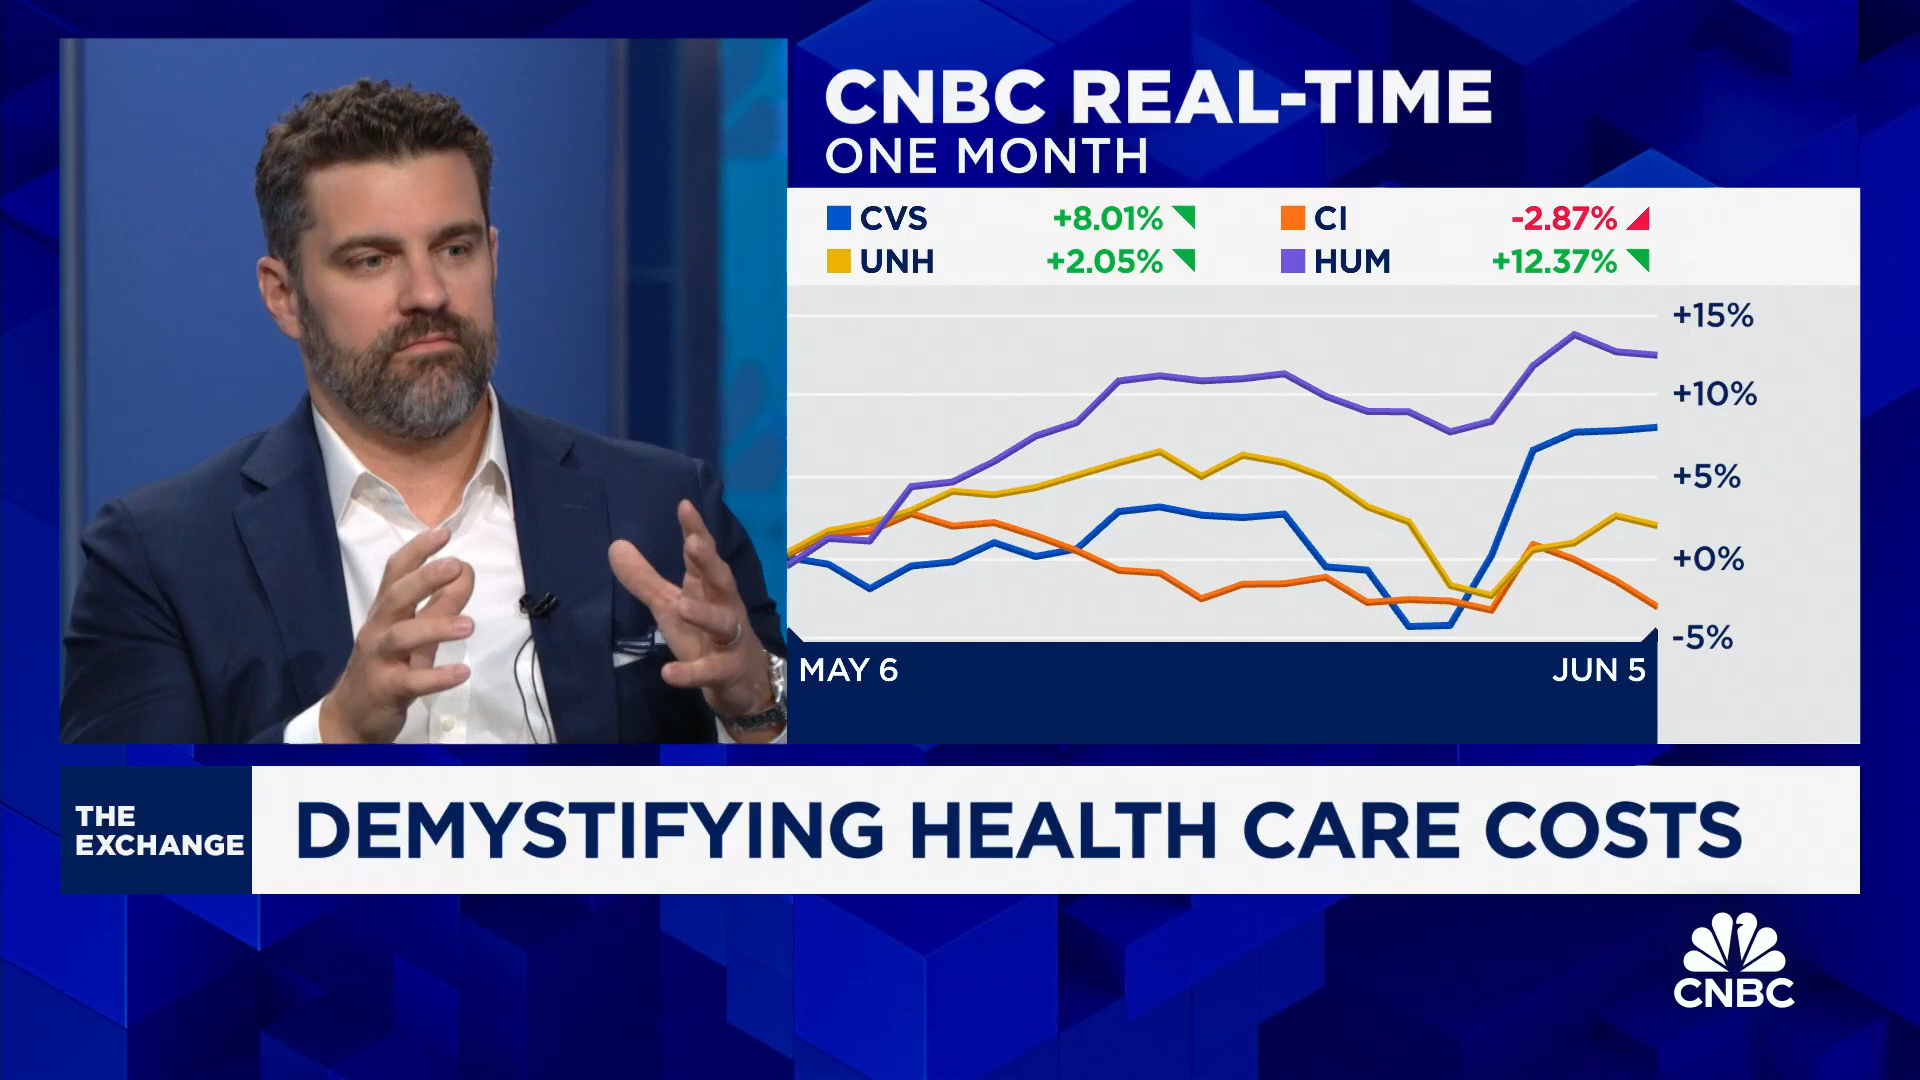 CNBC REAL-TIME
ONE MONTH
CVS +8.01% CI -2.87%
UNH +2.05% HUM +12.37%
+15%
+10%
+5%
+0%
-5%
MAY 6 JUN 5
THE
EXCHANGE
DEMYSTIFYING HEALTH CARE COSTS
CNBC